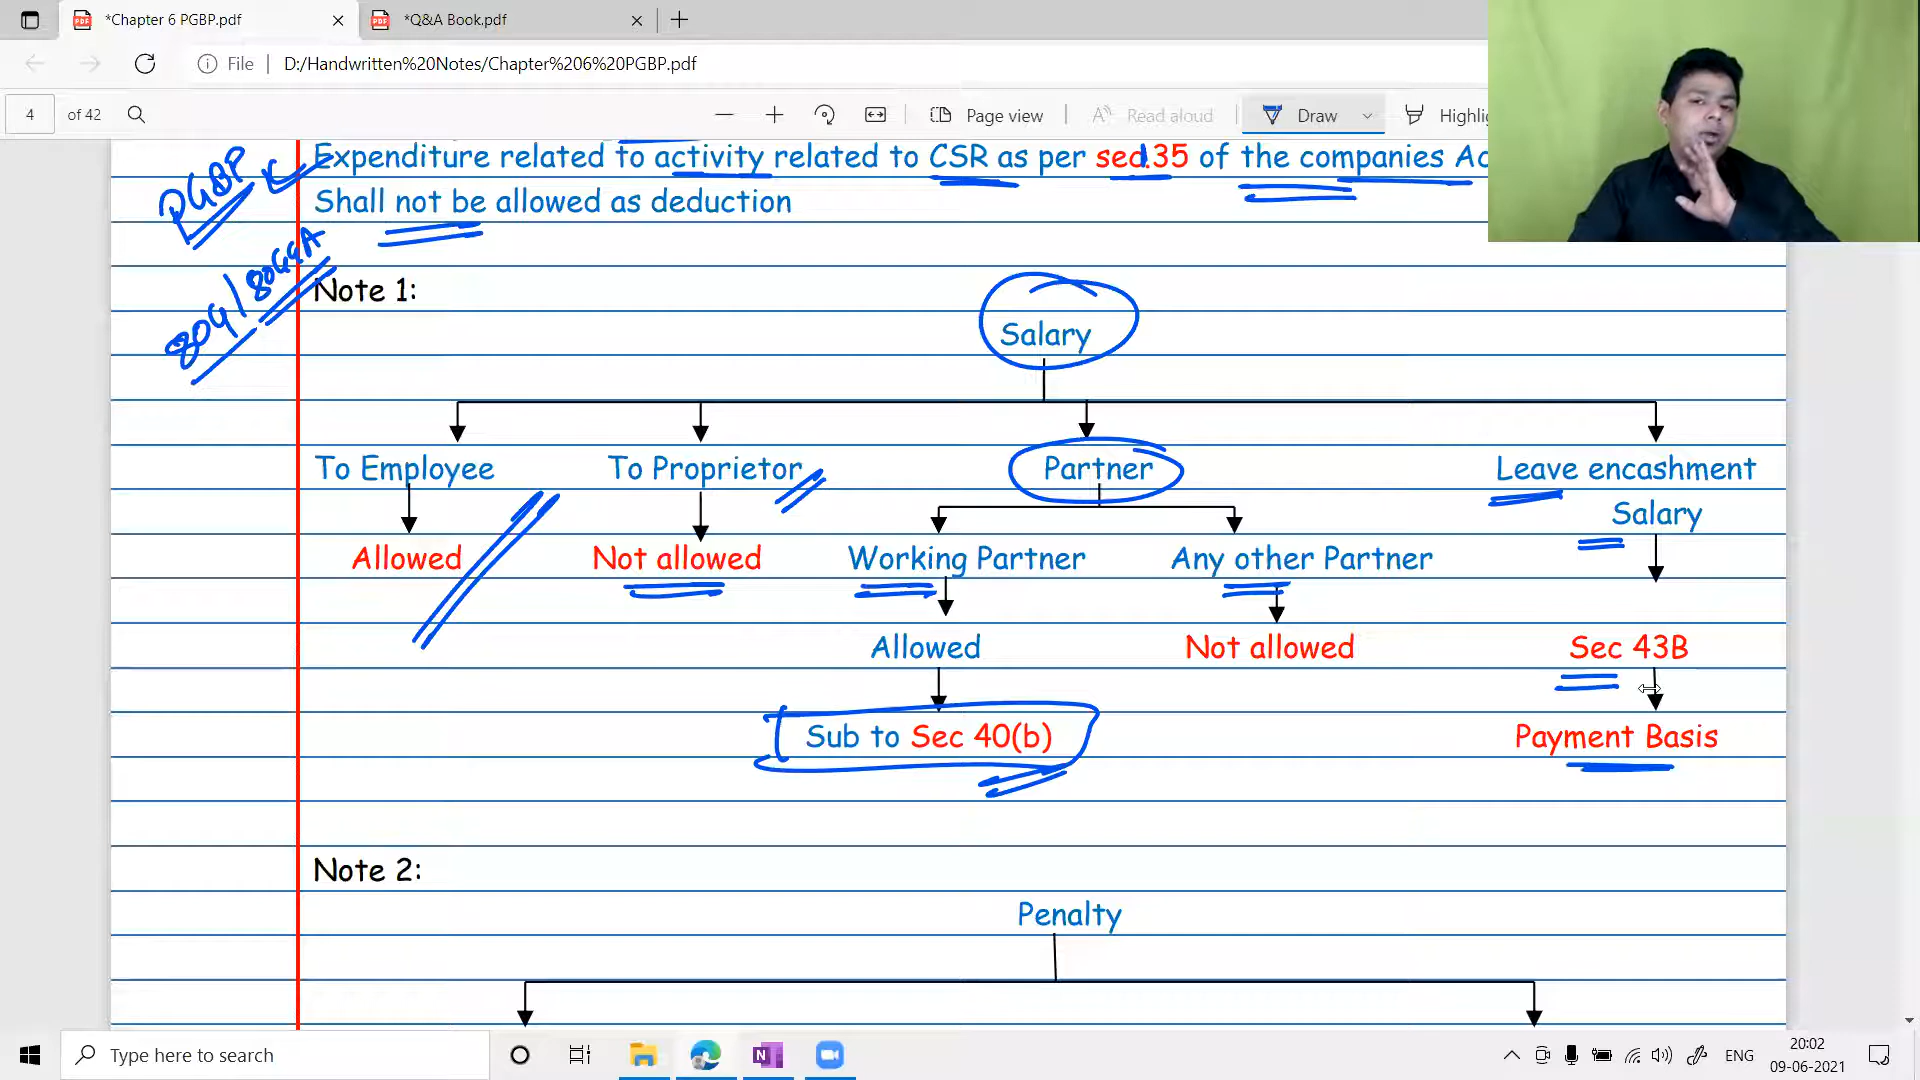 *Chapter 6 PGBP.pdf
*Q&A Book.pdf
File
D:/Handwritten%20Notes/Chapter%206%20PGBP.pdf
4
of 42
Page view
Read aloud
Draw
Highli
Expenditure related to activity related to CSR as per sec.135 of the companies Ac
Shall not be allowed as deduction
PGBP
80G/80GGA
Note 1:
Salary
To Employee
To Proprietor
Partner
Leave encashment
Salary
Allowed
Not allowed
Working Partner
Any other Partner
Allowed
Not allowed
Sec 43B
Sub to Sec 40(b)
Payment Basis
Note 2:
Penalty
Type here to search
ENG
20:02
09-06-2021